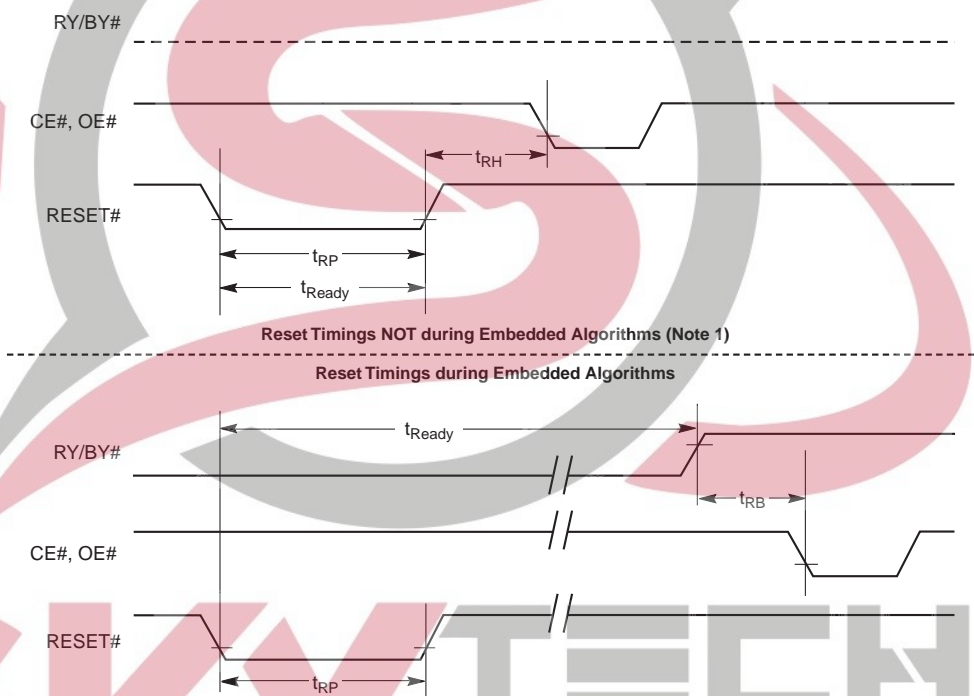 RY/BY#
CE#, OE#
tRH
RESET#
tRP
tReady
Reset Timings NOT during Embedded Algorithms (Note 1)
Reset Timings during Embedded Algorithms
tReady
RY/BY#
tRB
CE#, OE#
RESET#
tRP
TECH